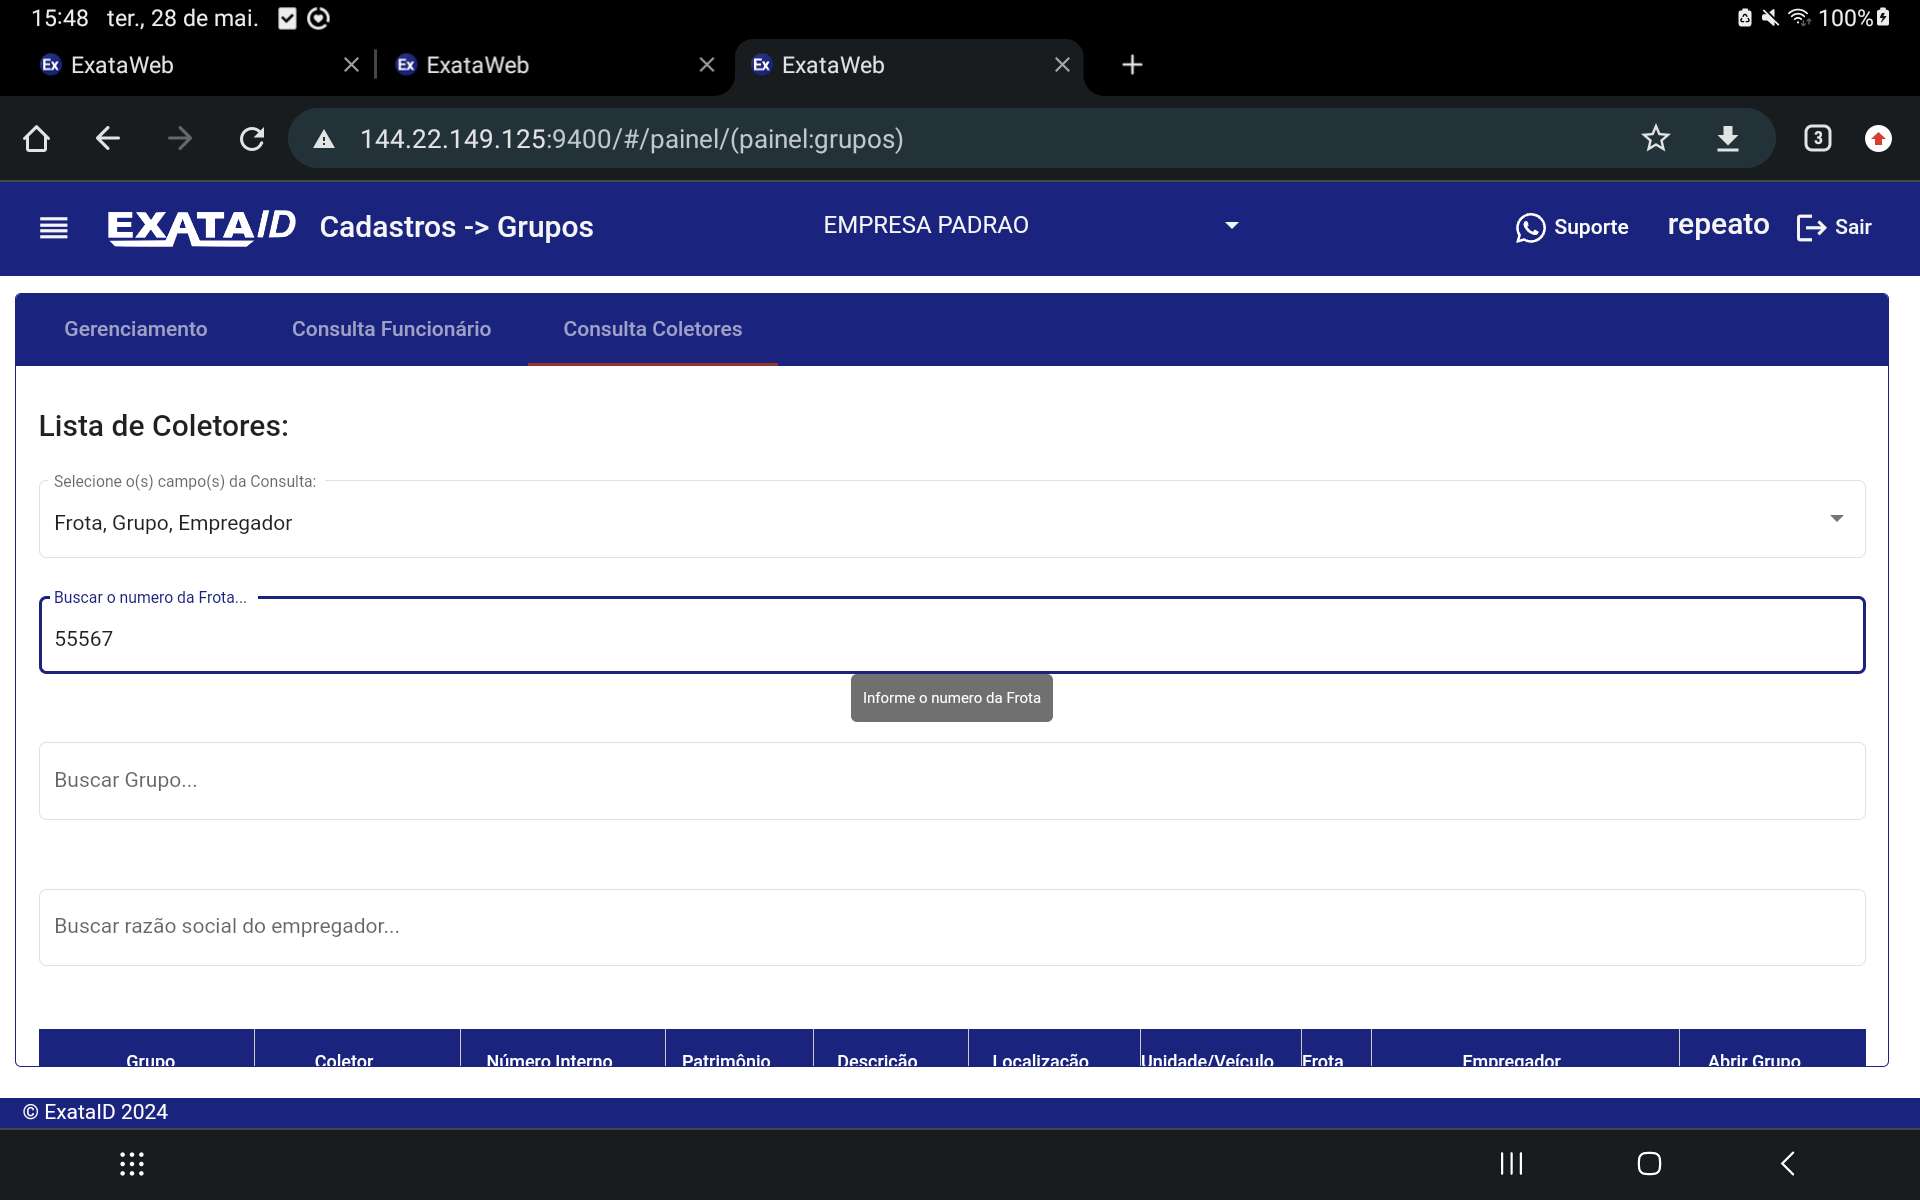 15:48 ter., 28 de mai. 100%
Ex ExataWeb Ex ExataWeb Ex ExataWeb
144.22.149.125:9400/#/painel/(painel:grupos) 3
EXATA ID Cadastros -> Grupos EMPRESA PADRAO Suporte repeato Sair
Gerenciamento Consulta Funcionário Consulta Coletores
Lista de Coletores:
Selecione o(s) campo(s) da Consulta:
Frota, Grupo, Empregador
Buscar o numero da Frota...
55567
Informe o numero da Frota
Buscar Grupo...
Buscar razão social do empregador...
Grupo Coletor Número Interno Patrimônio Descrição Localização Unidade/Veículo Frota Empregador Abrir Grupo
© ExataID 2024